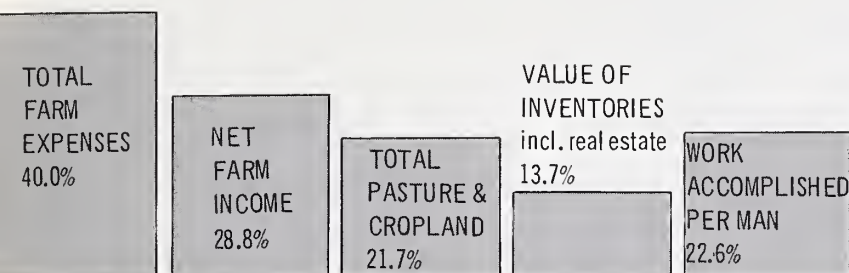 TOTAL
FARM
EXPENSES
40.0%
NET
FARM
INCOME
28.8%
TOTAL
PASTURE &
CROPLAND
21.7%
VALUE OF
INVENTORIES
incl. real estate
13.7%
WORK
ACCOMPLISHED
PER MAN
22.6%